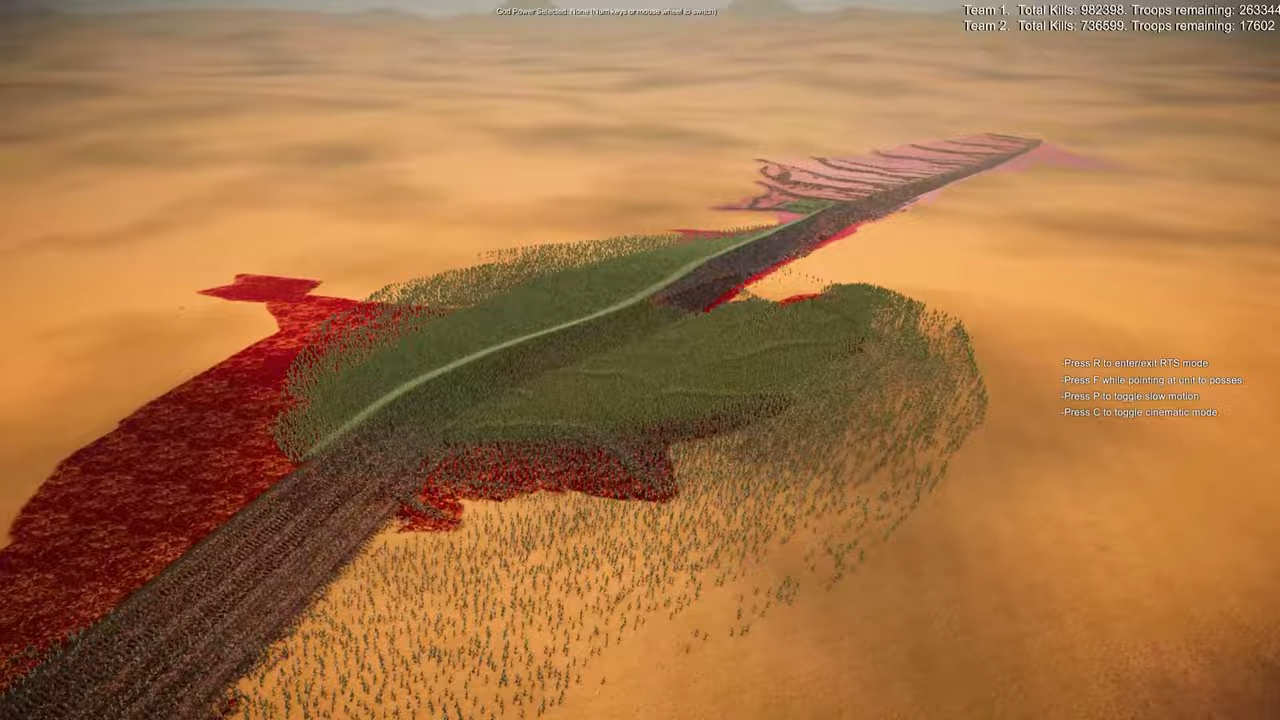 God Power Selected: None (Num keys or mouse wheel to switch)
Team 1. Total Kills: 982398. Troops remaining: 263344
Team 2. Total Kills: 736599. Troops remaining: 17602
-Press R to enter/exit RTS mode
-Press F while pointing at unit to posses.
-Press P to toggle slow motion
-Press C to toggle cinematic mode.